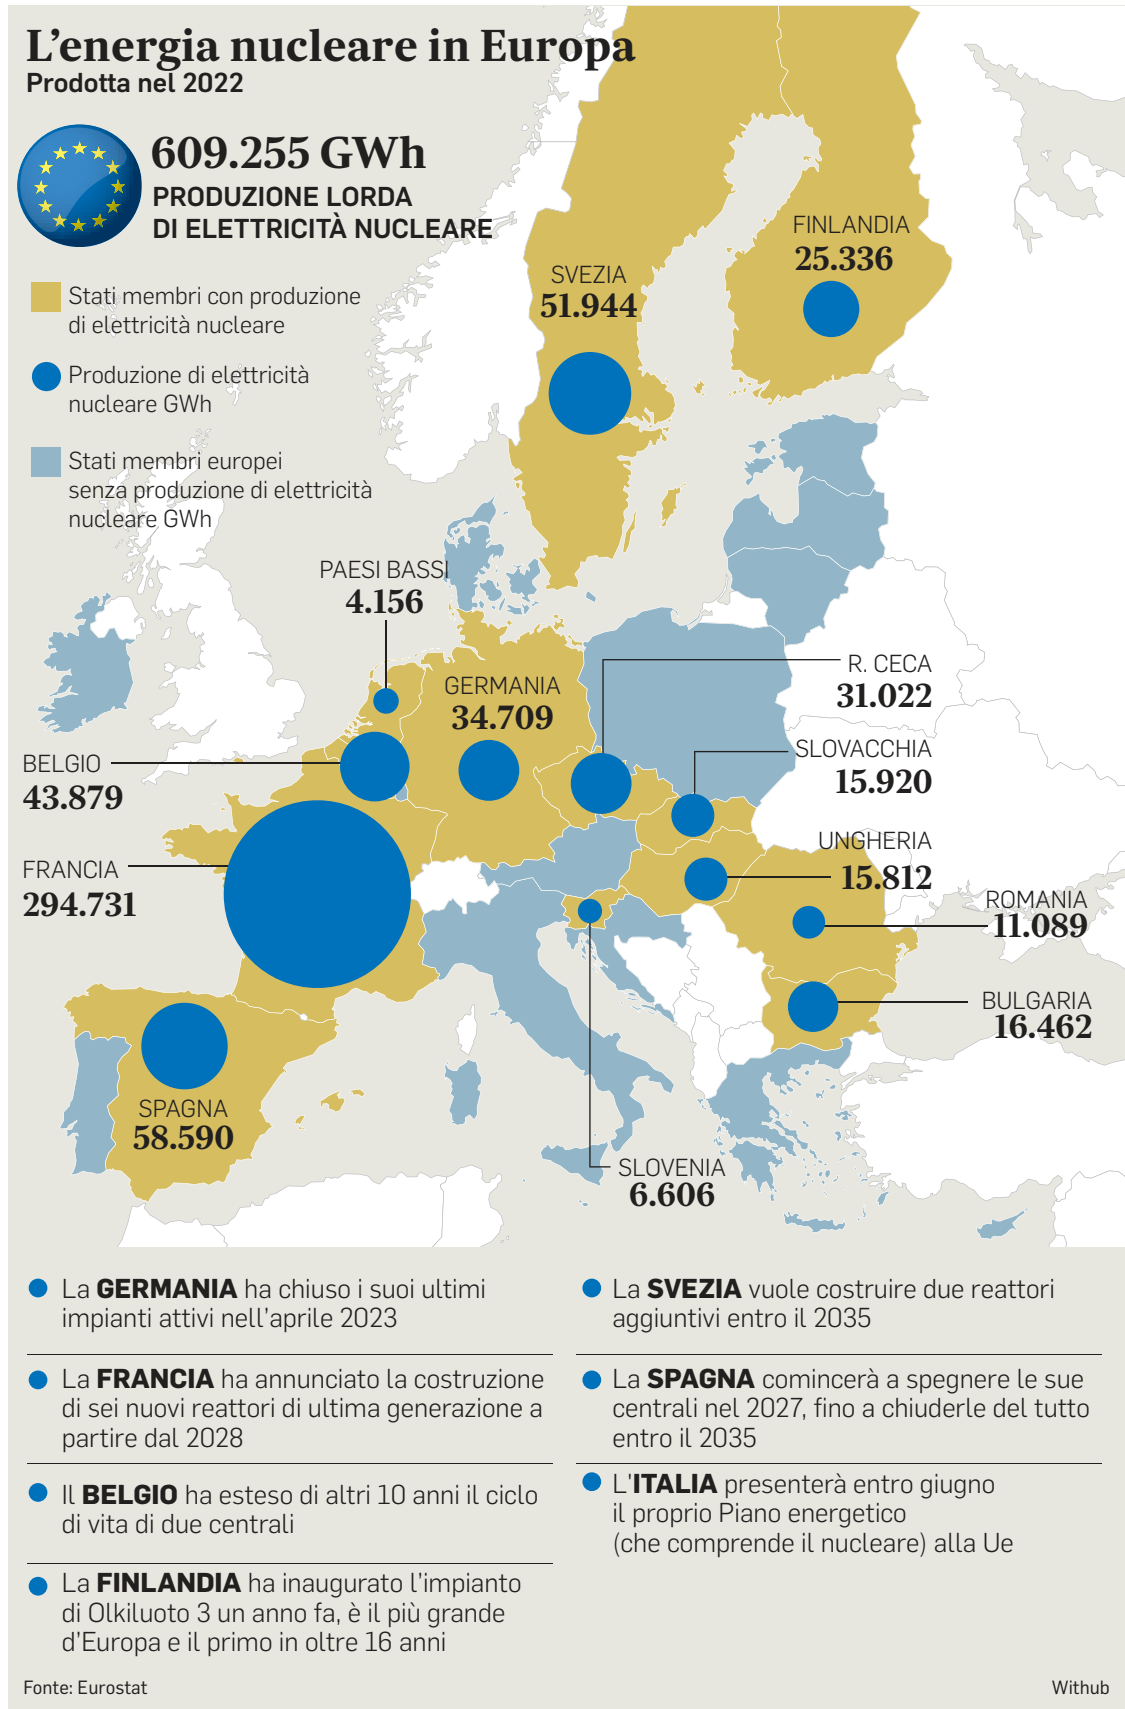 L'energia nucleare in Europa
Prodotta nel 2022
609.255 GWh
PRODUZIONE LORDA
DI ELETTRICITÀ NUCLEARE
Stati membri con produzione
di elettricità nucleare
Produzione di elettricità
nucleare GWh
Stati membri europei
senza produzione di elettricità
nucleare GWh
FINLANDIA
25.336
SVEZIA
51.944
PAESI BASSI
4.156
GERMANIA
34.709
R. CECA
31.022
SLOVACCHIA
15.920
BELGIO
43.879
UNGHERIA
15.812
FRANCIA
294.731
ROMANIA
11.089
BULGARIA
16.462
SPAGNA
58.590
SLOVENIA
6.606
La GERMANIA ha chiuso i suoi ultimi
impianti attivi nell'aprile 2023
La FRANCIA ha annunciato la costruzione
di sei nuovi reattori di ultima generazione a
partire dal 2028
Il BELGIO ha esteso di altri 10 anni il ciclo
di vita di due centrali
La FINLANDIA ha inaugurato l'impianto
di Olkiluoto 3 un anno fa, è il più grande
d'Europa e il primo in oltre 16 anni
La SVEZIA vuole costruire due reattori
aggiuntivi entro il 2035
La SPAGNA comincerà a spegnere le sue
centrali nel 2027, fino a chiuderle del tutto
entro il 2035
L'ITALIA presenterà entro giugno
il proprio Piano energetico
(che comprende il nucleare) alla Ue
Fonte: Eurostat
Withub